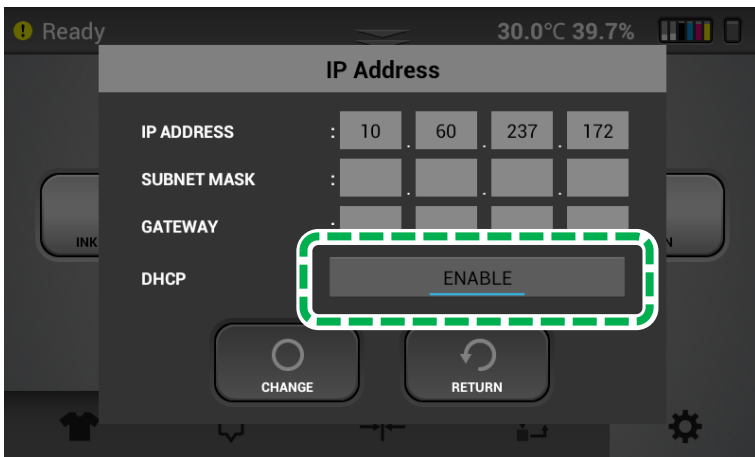 ! Ready 30.0°C 39.7%
IP Address
IP ADDRESS : 10 . 60 . 237 . 172
SUBNET MASK : . . .
GATEWAY :
INK N
DHCP ENABLE
CHANGE RETURN